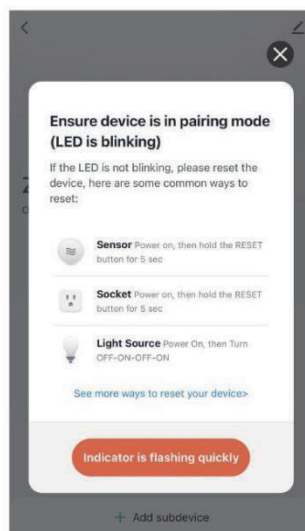 Ensure device is in pairing mode
(LED is blinking)
If the LED is not blinking, please reset the
device, here are some common ways to
reset:
Sensor Power on, then hold the RESET
button for 5 sec
Socket Power on, then hold the RESET
button for 5 sec
Light Source Power On, then Turn
OFF-ON-OFF-ON
See more ways to reset your device>
Indicator is flashing quickly
+ Add subdevice